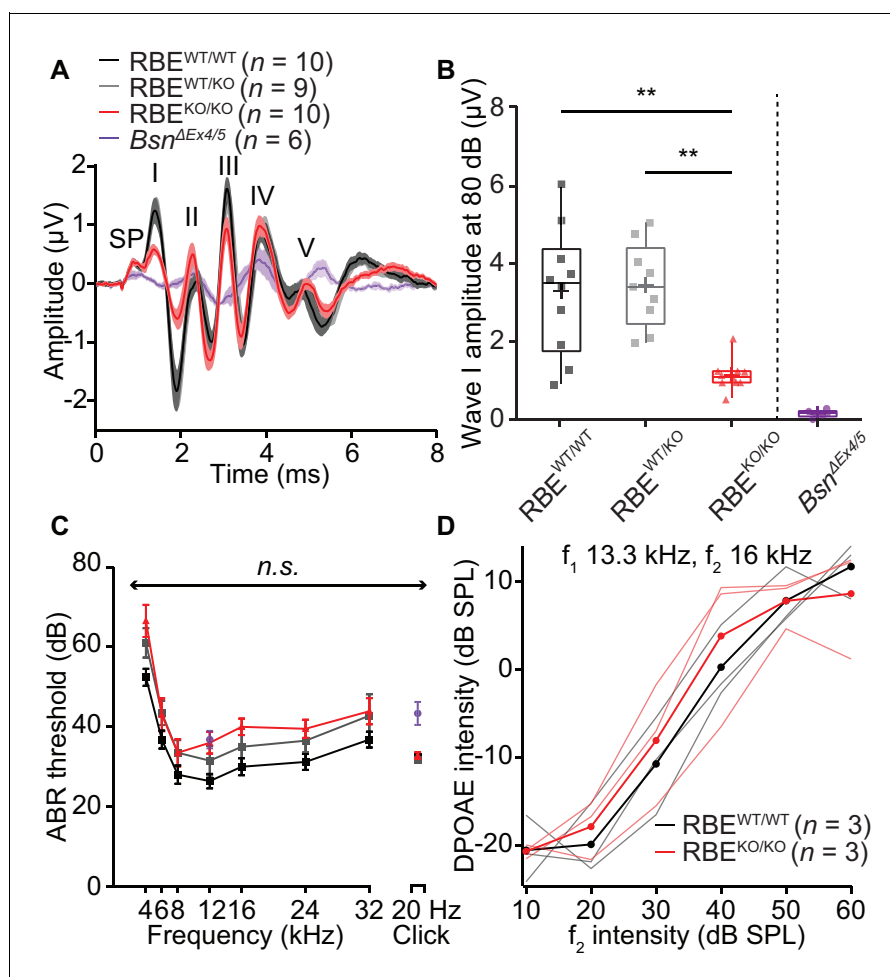 A
RBE^WT/WT (n = 10)
RBE^WT/KO (n = 9)
RBE^KO/KO (n = 10)
Bsn^ΔEx4/5 (n = 6)
2
1
0
-1
-2
Amplitude (µV)
SP
I
II
III
IV
V
0 2 4 6 8
Time (ms)
B
**
**
8
6
4
2
0
Wave I amplitude at 80 dB (µV)
RBE^WT/WT
RBE^WT/KO
RBE^KO/KO
Bsn^ΔEx4/5
C
n.s.
80
60
40
20
0
ABR threshold (dB)
4 6 8 12 16 24 32 20 Hz
Frequency (kHz) Click
D
f₁ 13.3 kHz, f₂ 16 kHz
10
0
-10
-20
DPOAE intensity (dB SPL)
RBE^WT/WT (n = 3)
RBE^KO/KO (n = 3)
10 20 30 40 50 60
f₂ intensity (dB SPL)